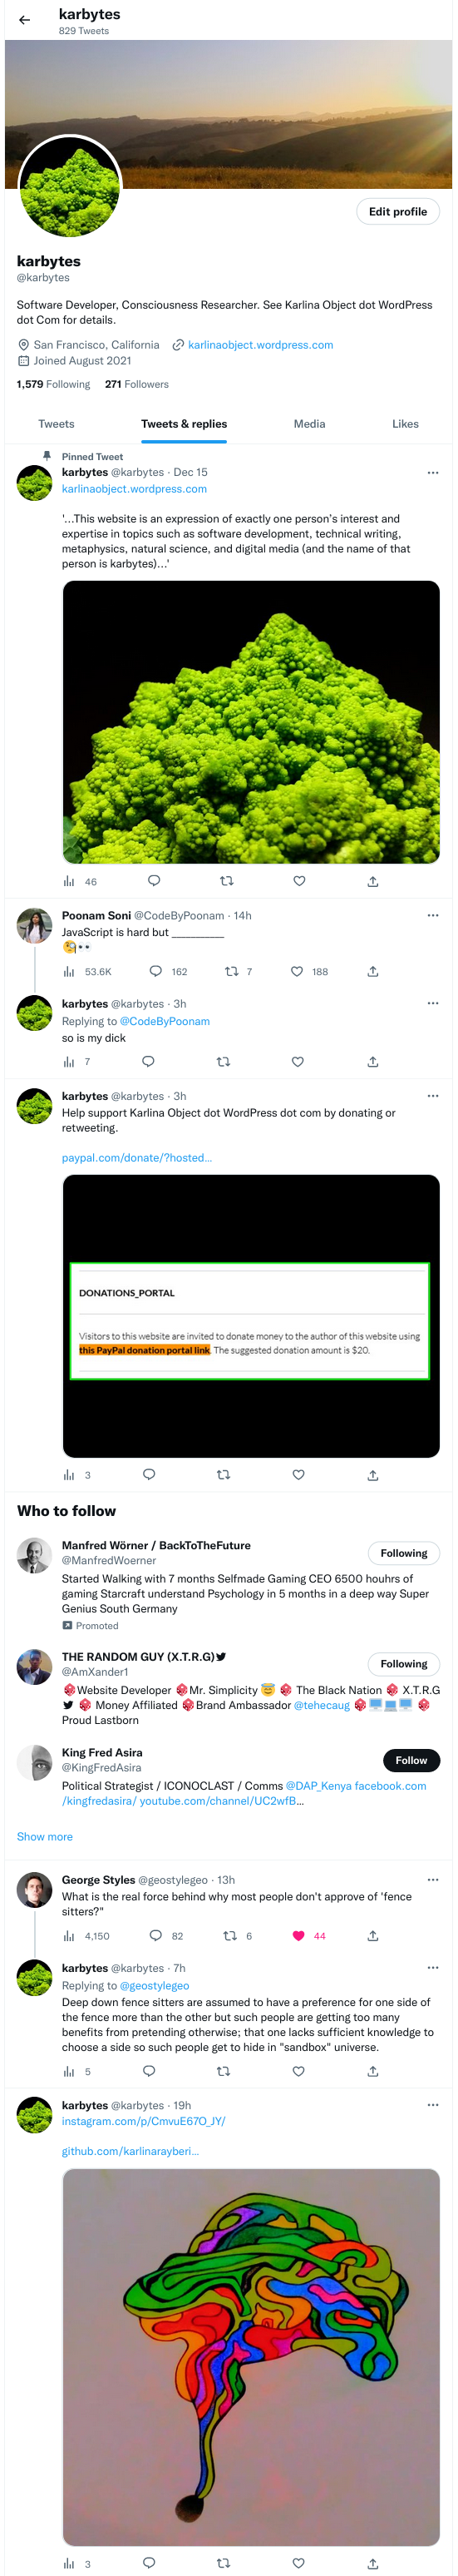 karbytes
829 Tweets
Edit profile
karbytes
@karbytes
Software Developer, Consciousness Researcher. See Karlina Object dot WordPress
dot Com for details.
San Francisco, California karlinaobject.wordpress.com
Joined August 2021
1,579 Following 271 Followers
Tweets Tweets & replies Media Likes
Pinned Tweet
karbytes @karbytes · Dec 15
karlinaobject.wordpress.com
'...This website is an expression of exactly one person's interest and
expertise in topics such as software development, technical writing,
metaphysics, natural science, and digital media (and the name of that
person is karbytes)...'
46
Poonam Soni @CodeByPoonam · 14h
JavaScript is hard but __________
🧐👀
53.6K 162 7 188
karbytes @karbytes · 3h
Replying to @CodeByPoonam
so is my dick
7
karbytes @karbytes · 3h
Help support Karlina Object dot WordPress dot com by donating or
retweeting.
paypal.com/donate/?hosted...
DONATIONS_PORTAL
Visitors to this website are invited to donate money to the author of this website using
this PayPal donation portal link. The suggested donation amount is $20.
3
Who to follow
Manfred Wörner / BackToTheFuture
@ManfredWoerner
Following
Started Walking with 7 months Selfmade Gaming CEO 6500 houhrs of
gaming Starcraft understand Psychology in 5 months in a deep way Super
Genius South Germany
Promoted
THE RANDOM GUY (X.T.R.G)
@AmXander1
Following
Website Developer Mr. Simplicity 😇 The Black Nation X.T.R.G
Money Affiliated Brand Ambassador @tehecaug 🖥️💻🖥️
Proud Lastborn
King Fred Asira
@KingFredAsira
Follow
Political Strategist / ICONOCLAST / Comms @DAP_Kenya facebook.com
/kingfredasira/ youtube.com/channel/UC2wfB...
Show more
George Styles @geostylegeo · 13h
What is the real force behind why most people don't approve of 'fence
sitters?"
4,150 82 6 44
karbytes @karbytes · 7h
Replying to @geostylegeo
Deep down fence sitters are assumed to have a preference for one side of
the fence more than the other but such people are getting too many
benefits from pretending otherwise; that one lacks sufficient knowledge to
choose a side so such people get to hide in "sandbox" universe.
5
karbytes @karbytes · 19h
instagram.com/p/CmvuE67O_JY/
github.com/karlinarayberi...
3